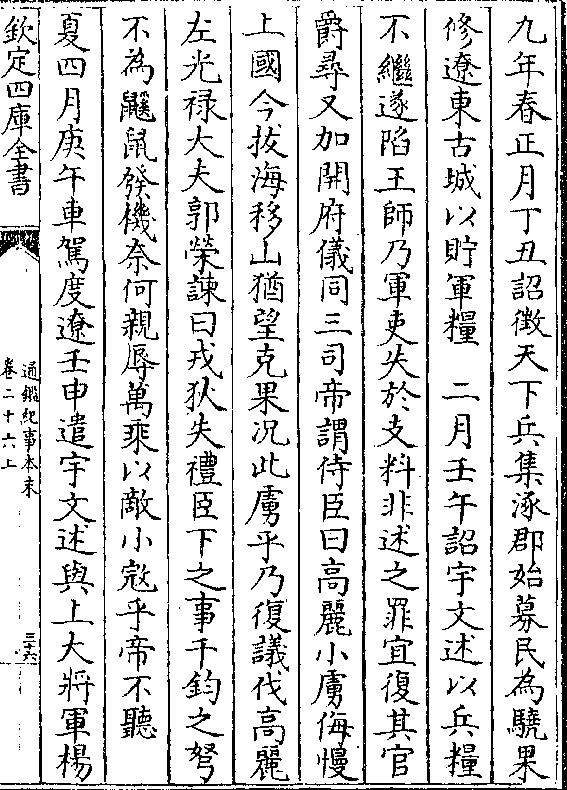 九年春正月丁丑詔徵天下兵集涿郡始募民為驍果
修遼東古城以貯軍糧　二月壬午詔宇文述以兵糧
不繼遂陷王師乃軍吏失於支料非述之罪宜復其官
爵尋又加開府儀同三司帝謂侍臣曰高麗小虜侮慢
上國今拔海移山猶望克果况此虜乎乃復議伐高麗
左光祿大夫郭榮諫曰戎狄失禮臣下之事千鈞之弩
不為鼷鼠發機奈何親辱萬乘以敵小冦乎帝不聽
夏四月庚午車駕度遼壬申遣宇文述與上大將軍楊
欽定四庫全書
通鑑紀事本末
卷二十六上
三六